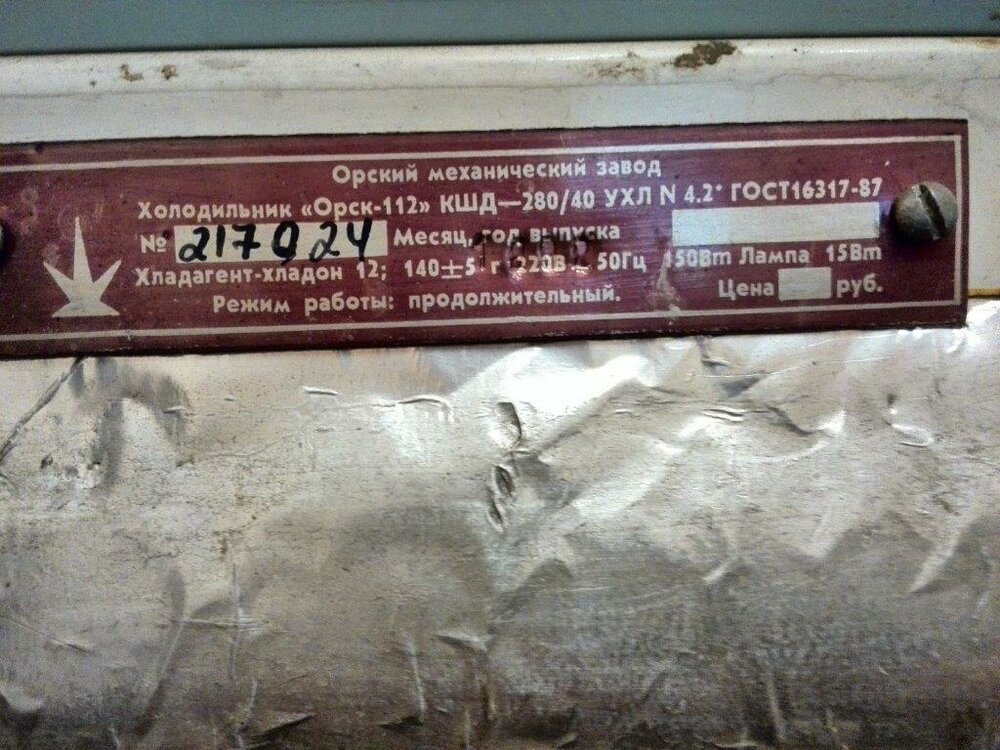 Орский механический завод
Холодильник «Орск-112» КШД—280/40 УХЛ N 4.2* ГОСТ16317-87
№ 217924 Месяц, год выпуска
Хладагент-хладон 12; 140±5 г 220В 50Гц 150Вт Лампа 15Вт
Режим работы: продолжительный. Цена руб.